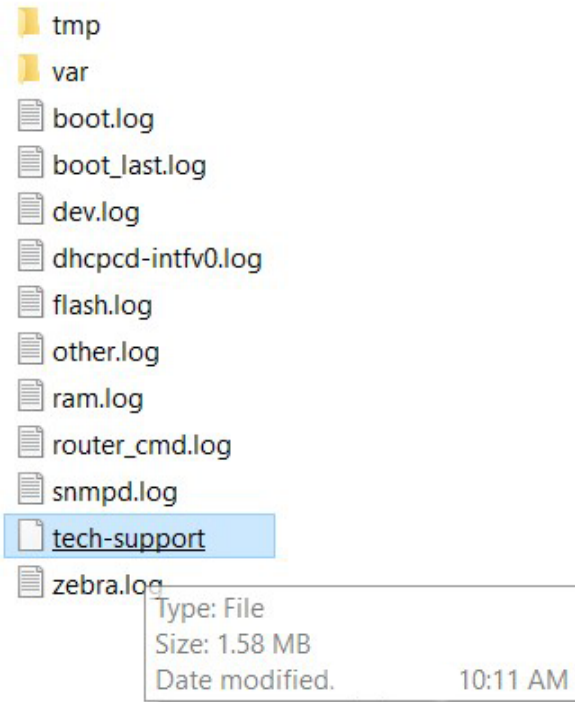 tmp
var
boot.log
boot_last.log
dev.log
dhcpcd-intfv0.log
flash.log
other.log
ram.log
router_cmd.log
snmpd.log
tech-support
zebra.log
Type: File
Size: 1.58 MB
Date modified. 10:11 AM